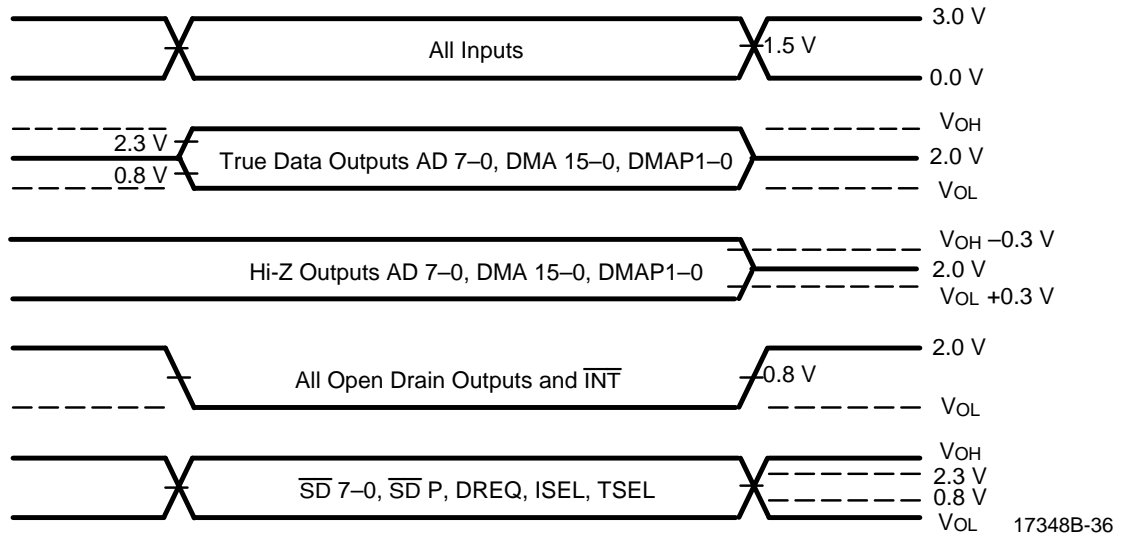 3.0 V
All Inputs
1.5 V
0.0 V
VOH
2.3 V
True Data Outputs AD 7–0, DMA 15–0, DMAP1–0
2.0 V
0.8 V
VOL
VOH –0.3 V
Hi-Z Outputs AD 7–0, DMA 15–0, DMAP1–0
2.0 V
VOL +0.3 V
2.0 V
All Open Drain Outputs and I̅N̅T̅
0.8 V
VOL
VOH
2.3 V
S̅D̅ 7–0, S̅D̅ P, DREQ, ISEL, TSEL
0.8 V
VOL
17348B-36